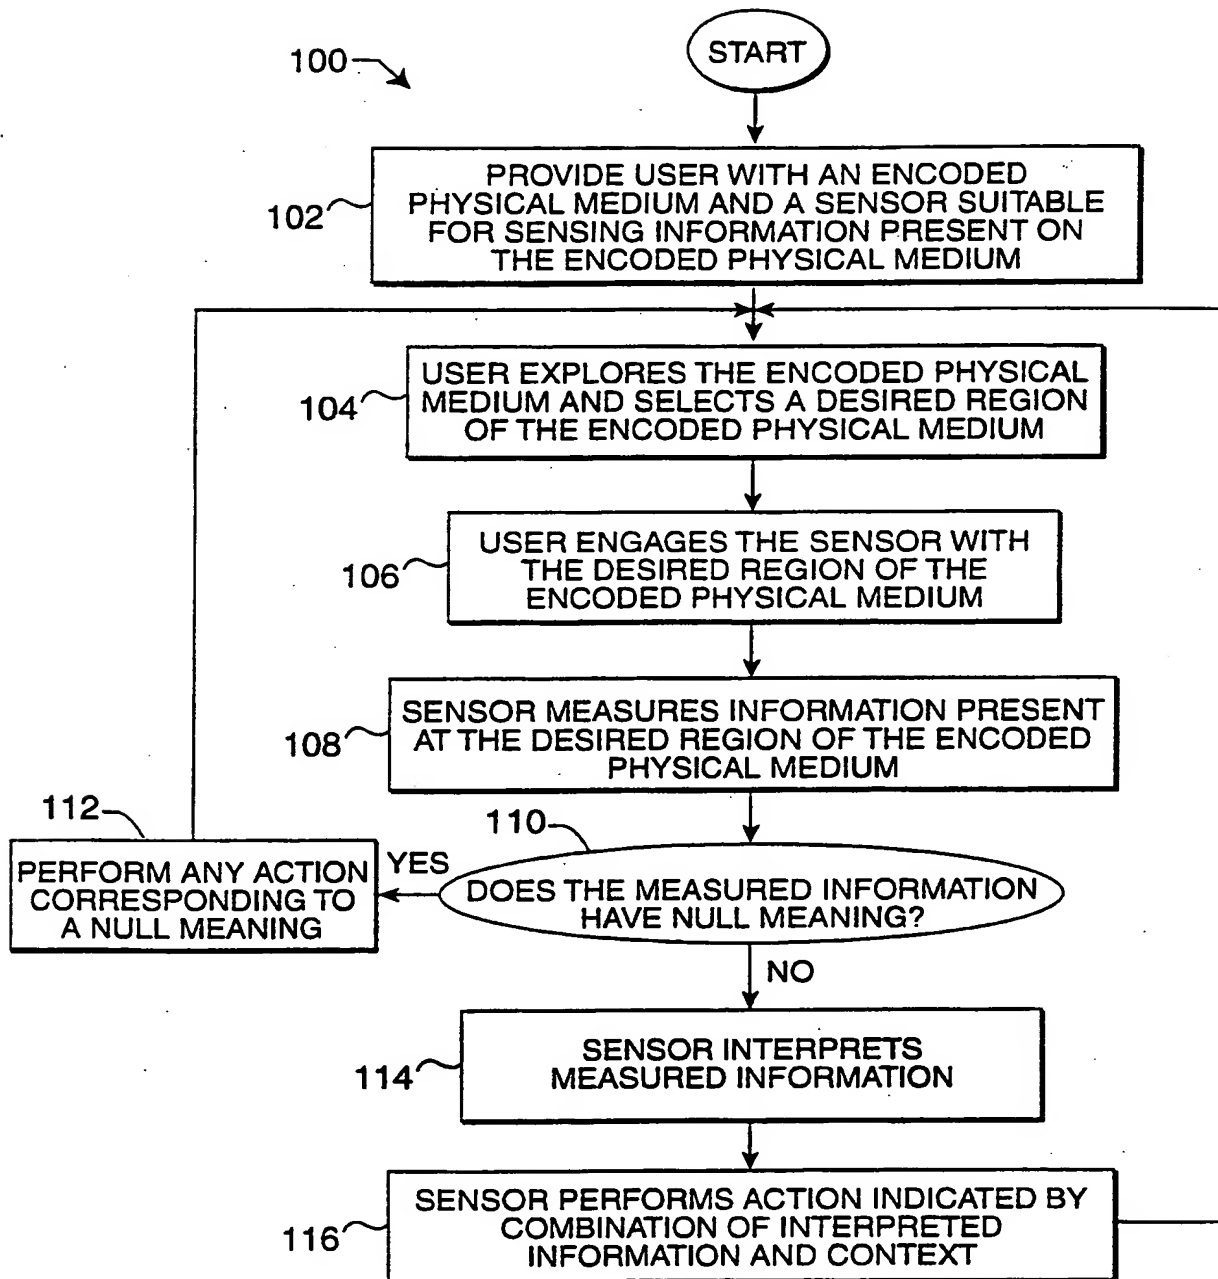 START
100
PROVIDE USER WITH AN ENCODED
PHYSICAL MEDIUM AND A SENSOR SUITABLE
FOR SENSING INFORMATION PRESENT ON
THE ENCODED PHYSICAL MEDIUM
102
USER EXPLORES THE ENCODED PHYSICAL
MEDIUM AND SELECTS A DESIRED REGION
OF THE ENCODED PHYSICAL MEDIUM
104
USER ENGAGES THE SENSOR WITH
THE DESIRED REGION OF THE
ENCODED PHYSICAL MEDIUM
106
SENSOR MEASURES INFORMATION PRESENT
AT THE DESIRED REGION OF THE ENCODED
PHYSICAL MEDIUM
108
112
110
PERFORM ANY ACTION
CORRESPONDING TO
A NULL MEANING
YES
DOES THE MEASURED INFORMATION
HAVE NULL MEANING?
NO
SENSOR INTERPRETS
MEASURED INFORMATION
114
SENSOR PERFORMS ACTION INDICATED BY
COMBINATION OF INTERPRETED
INFORMATION AND CONTEXT
116